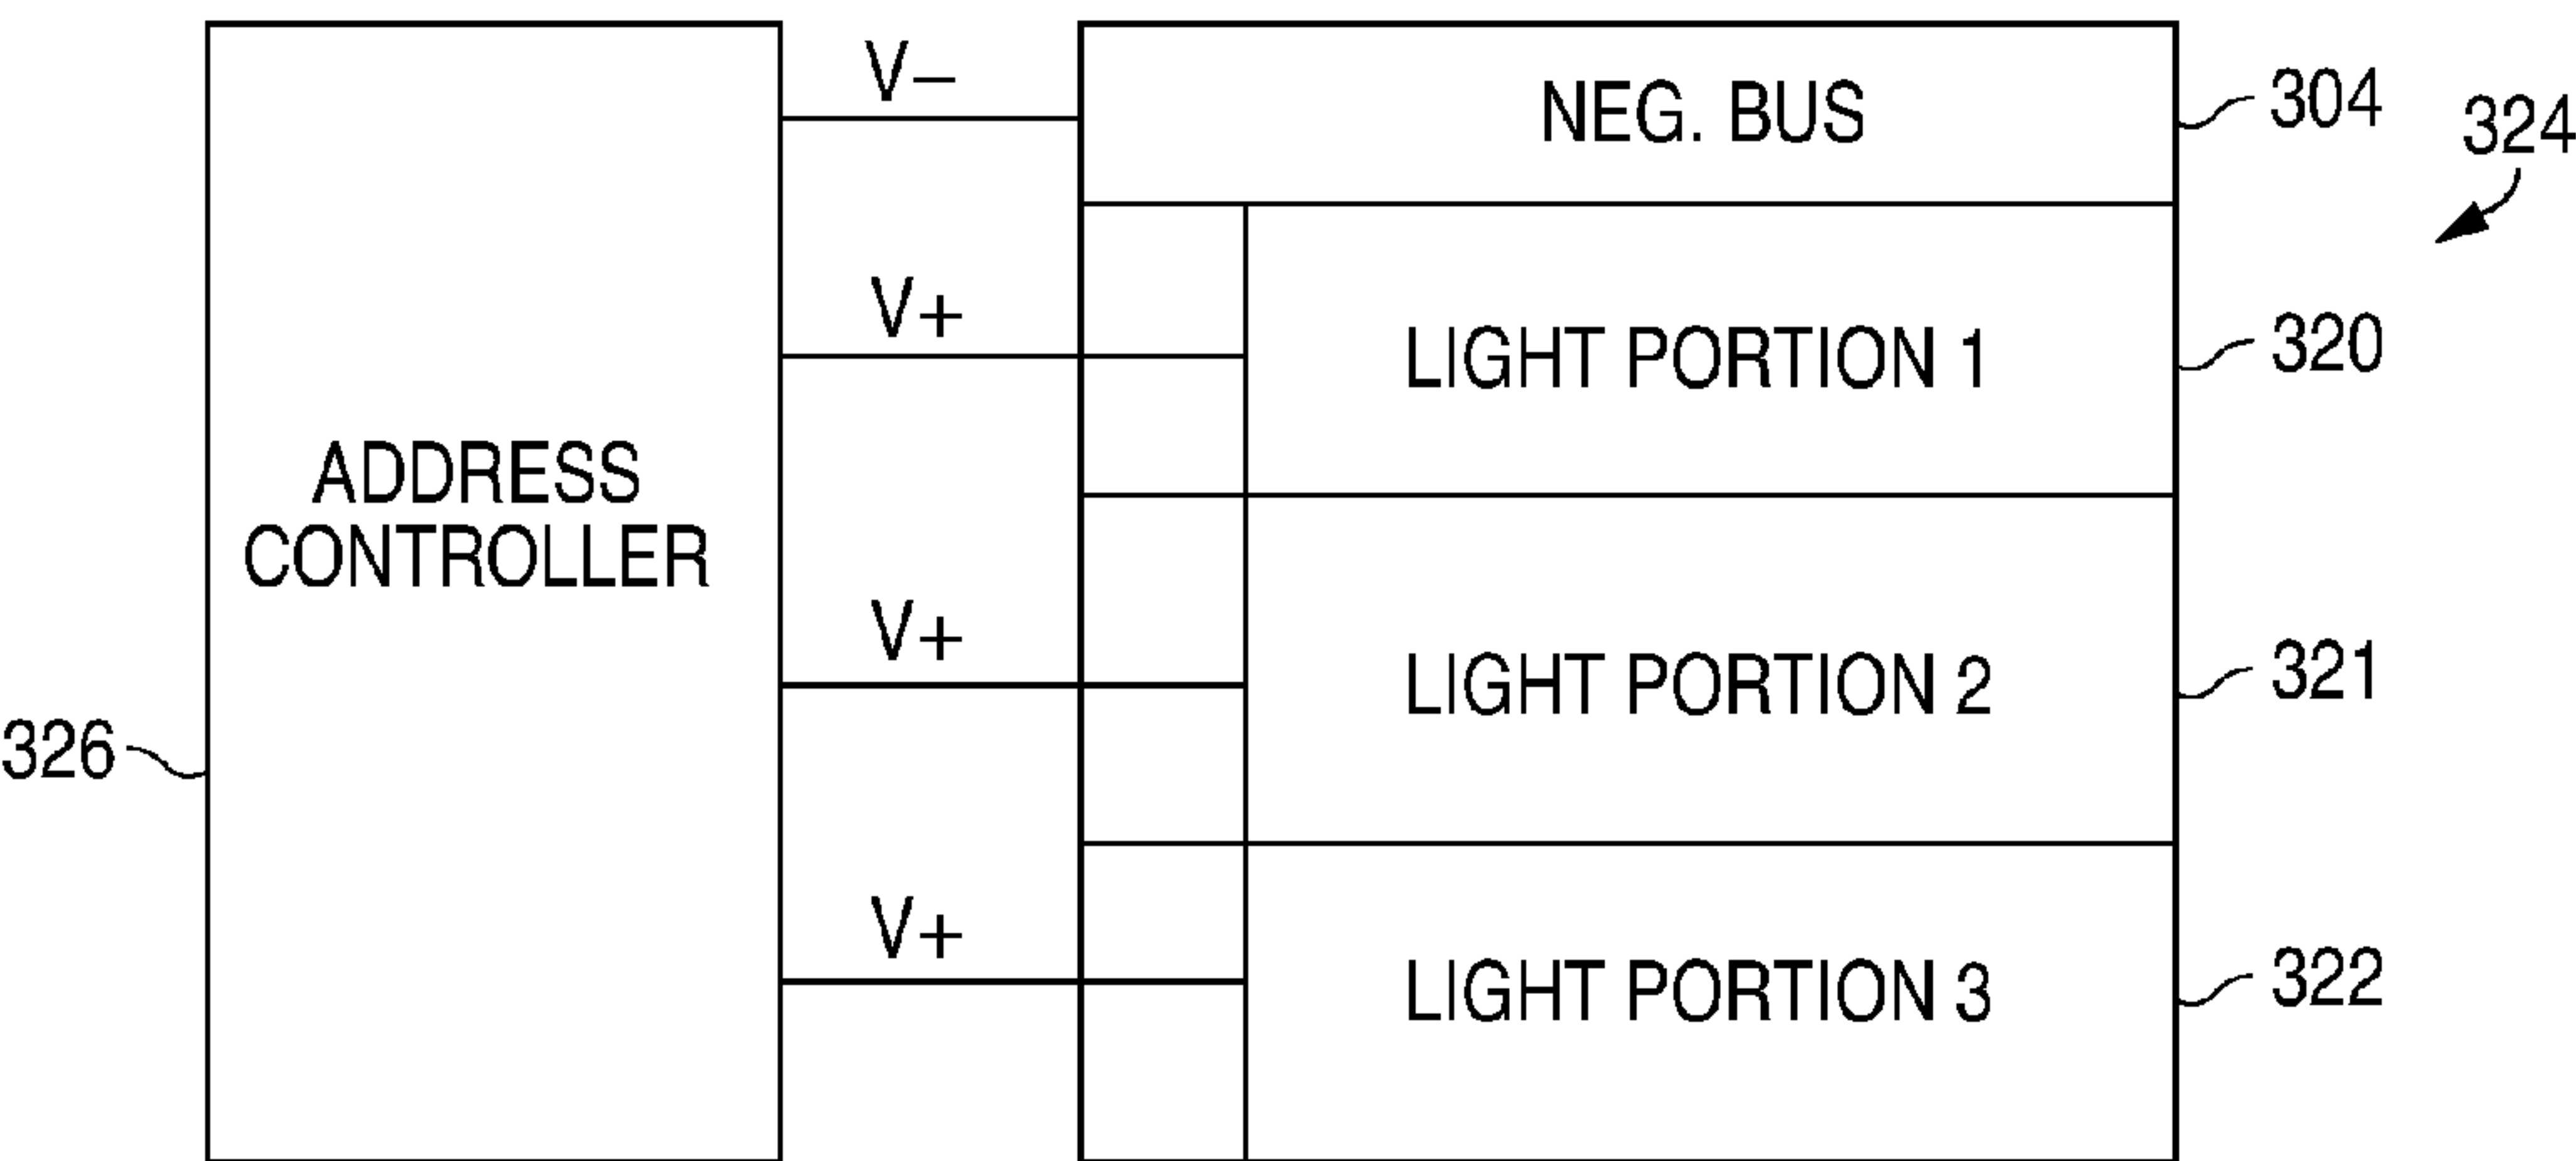 V–
NEG. BUS
304
324
V+
LIGHT PORTION 1
320
ADDRESS
CONTROLLER
V+
LIGHT PORTION 2
321
326
V+
LIGHT PORTION 3
322